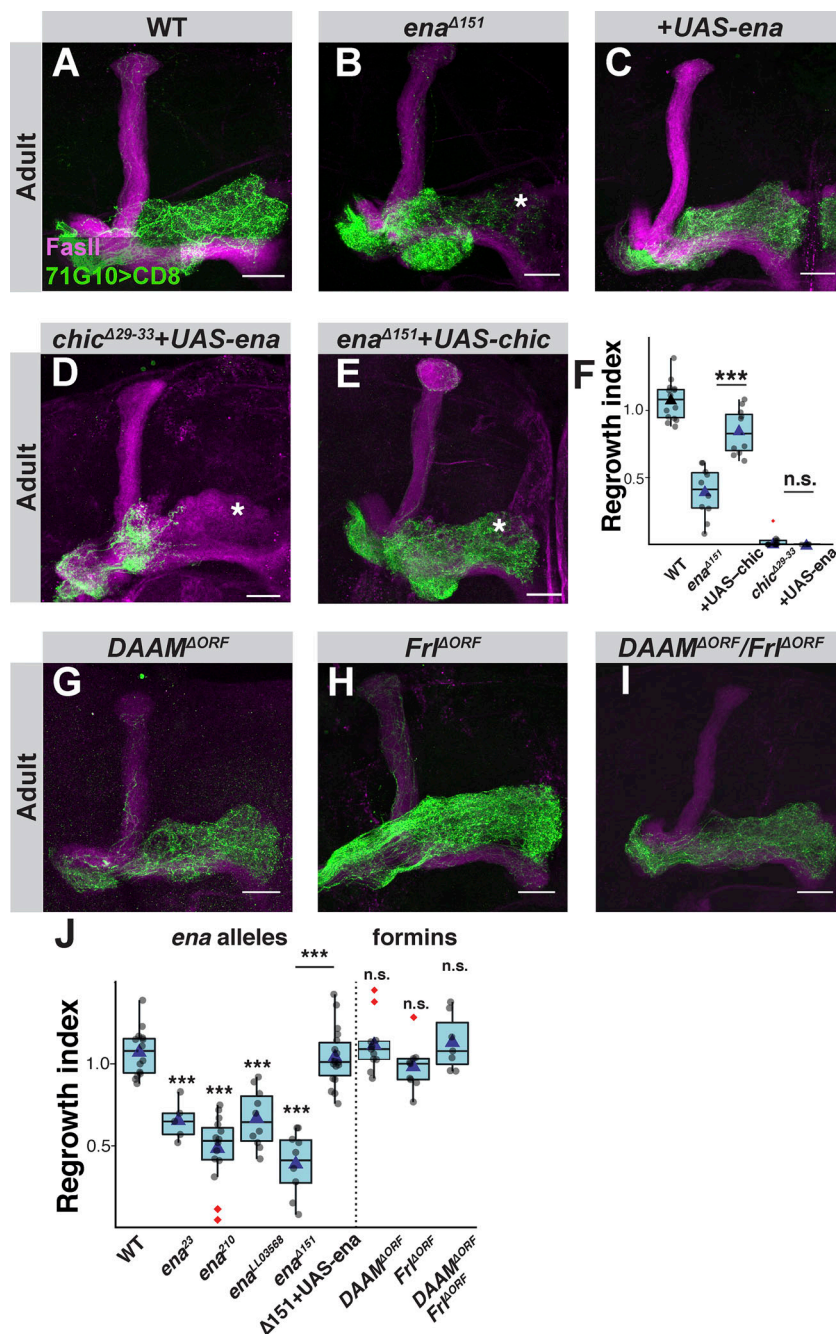 WT
ena^Δ151
+UAS-ena
Adult
A
B
*
C
FasII
71G10>CD8
chic^Δ29-33+UAS-ena
ena^Δ151+UAS-chic
Adult
D
*
E
*
F
Regrowth index
1.0
0.5
***
n.s.
WT
ena^Δ151
+UAS-chic
chic^Δ29-33
+UAS-ena
DAAM^ΔORF
Frl^ΔORF
DAAM^ΔORF/Frl^ΔORF
Adult
G
H
I
J
ena alleles
formins
Regrowth index
1.0
0.5
***
***
***
***
***
n.s.
n.s.
n.s.
WT
ena^23
ena^210
ena^LL03568
ena^Δ151
Δ151+UAS-ena
DAAM^ΔORF
Frl^ΔORF
DAAM^ΔORF
Frl^ΔORF